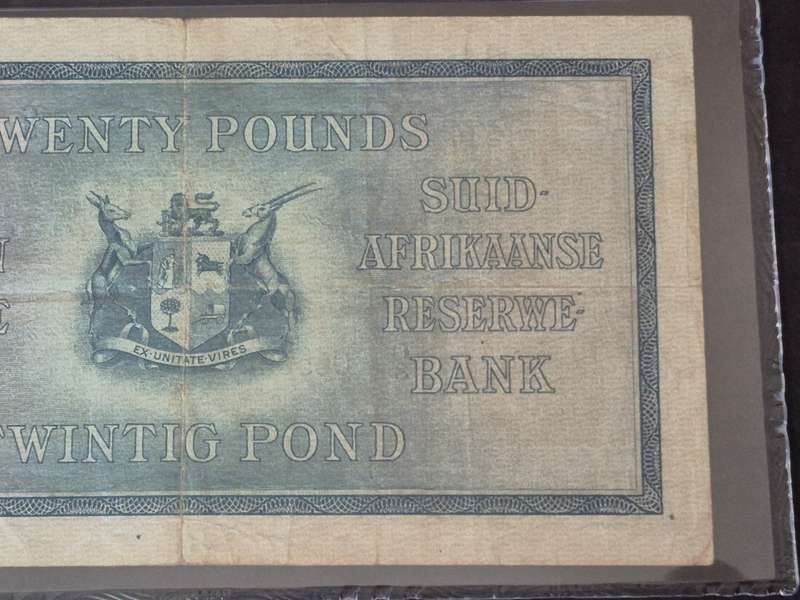 WENTY POUNDS
SUID-
AFRIKAANSE
RESERWE-
BANK
EX·UNITATE·VIRES
TWINTIG POND